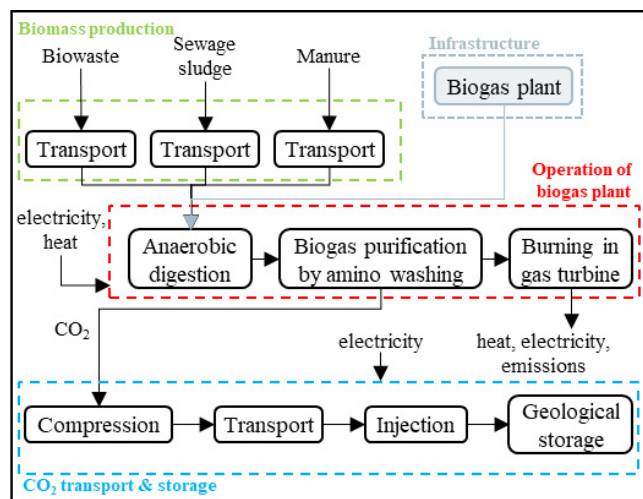 Biomass production
Biowaste
Sewage
sludge
Manure
Infrastructure
Biogas plant
Transport
Transport
Transport
Operation of
biogas plant
electricity,
heat
Anaerobic
digestion
Biogas purification
by amino washing
Burning in
gas turbine
CO₂
electricity
heat, electricity,
emissions
Compression
Transport
Injection
Geological
storage
CO₂ transport & storage